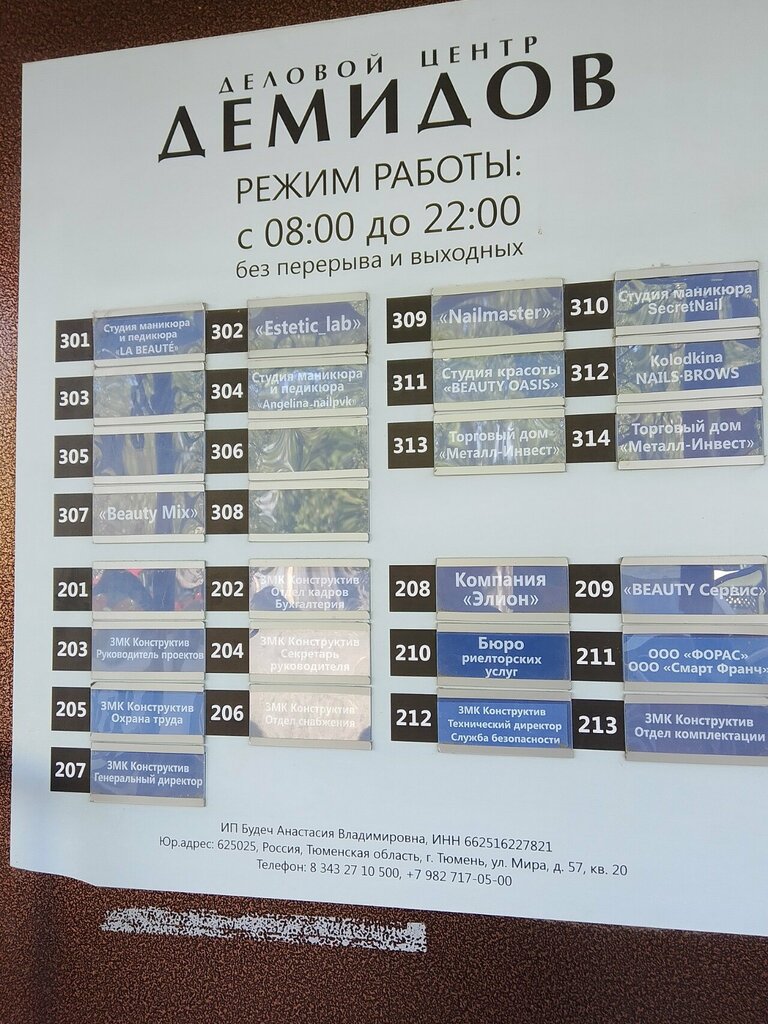 ДЕЛОВОЙ ЦЕНТР
ДЕМИДОВ
РЕЖИМ РАБОТЫ:
с 08:00 до 22:00
без перерыва и выходных
301
Студия маникюра
и педикюра
«LA BEAUTÉ»
302
«Estetic_lab»
303
304
Студия маникюра
и педикюра
«Angelina_nailpvk»
305
306
307
«Beauty Mix»
308
309
«Nailmaster»
310
Студия маникюра
SecretNail
311
Студия красоты
«BEAUTY OASIS»
312
Kolodkina
NAILS-BROWS
313
Торговый дом
«Металл-Инвест»
314
Торговый дом
«Металл-Инвест»
201
202
ЗМК Конструктив
Отдел кадров
Бухгалтерия
203
ЗМК Конструктив
Руководитель проектов
204
ЗМК Конструктив
Секретарь
руководителя
205
ЗМК Конструктив
Охрана труда
206
ЗМК Конструктив
Отдел снабжения
207
ЗМК Конструктив
Генеральный директор
208
Компания
«Элион»
209
«BEAUTY Сервис»
210
Бюро
риелторских
услуг
211
ООО «ФОРАС»
ООО «Смарт Франч»
212
ЗМК Конструктив
Технический директор
Служба безопасности
213
ЗМК Конструктив
Отдел комплектации
ИП Будеч Анастасия Владимировна, ИНН 662516227821
Юр.адрес: 625025, Россия, Тюменская область, г. Тюмень, ул. Мира, д. 57, кв. 20
Телефон: 8 343 27 10 500, +7 982 717-05-00